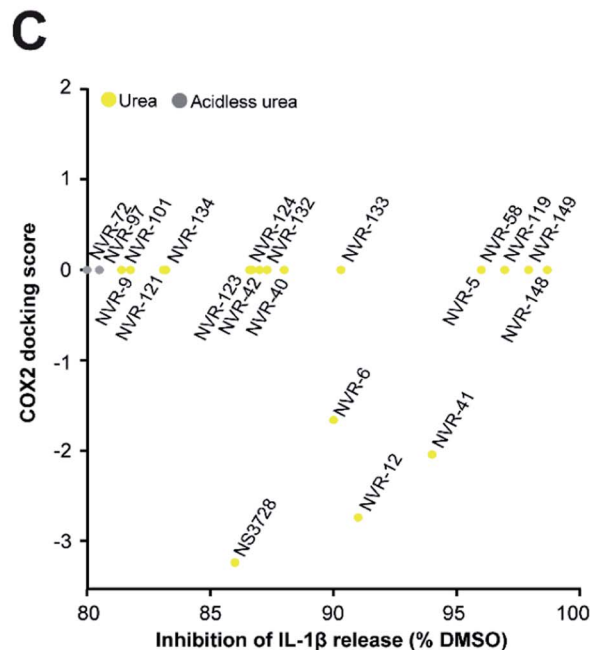 C
2
Urea
Acidless urea
1
NVR-72
NVR-97
NVR-101
NVR-134
NVR-124
NVR-132
NVR-133
NVR-58
NVR-119
NVR-149
0
NVR-9
NVR-121
NVR-123
NVR-42
NVR-40
NVR-5
NVR-148
-1
NVR-6
NVR-41
-2
NVR-12
NS3728
-3
COX2 docking score
80
85
90
95
100
Inhibition of IL-1β release (% DMSO)